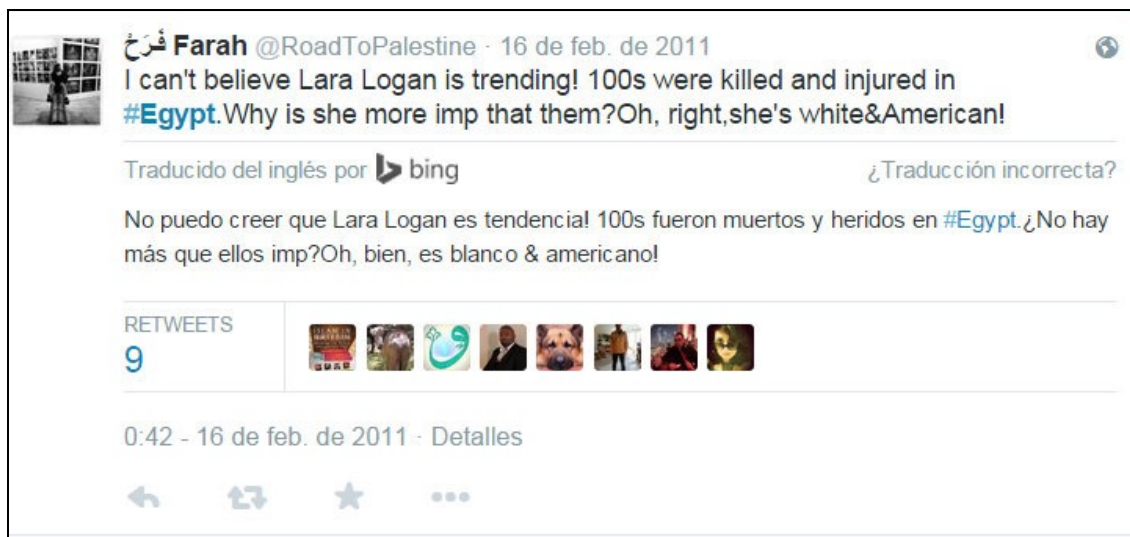 فَرَحْ Farah @RoadToPalestine · 16 de feb. de 2011
I can't believe Lara Logan is trending! 100s were killed and injured in
#Egypt.Why is she more imp that them?Oh, right,she's white&American!
Traducido del inglés por bing ¿Traducción incorrecta?
No puedo creer que Lara Logan es tendencia! 100s fueron muertos y heridos en #Egypt.¿No hay
más que ellos imp?Oh, bien, es blanco & americano!
RETWEETS
9
0:42 - 16 de feb. de 2011 · Detalles